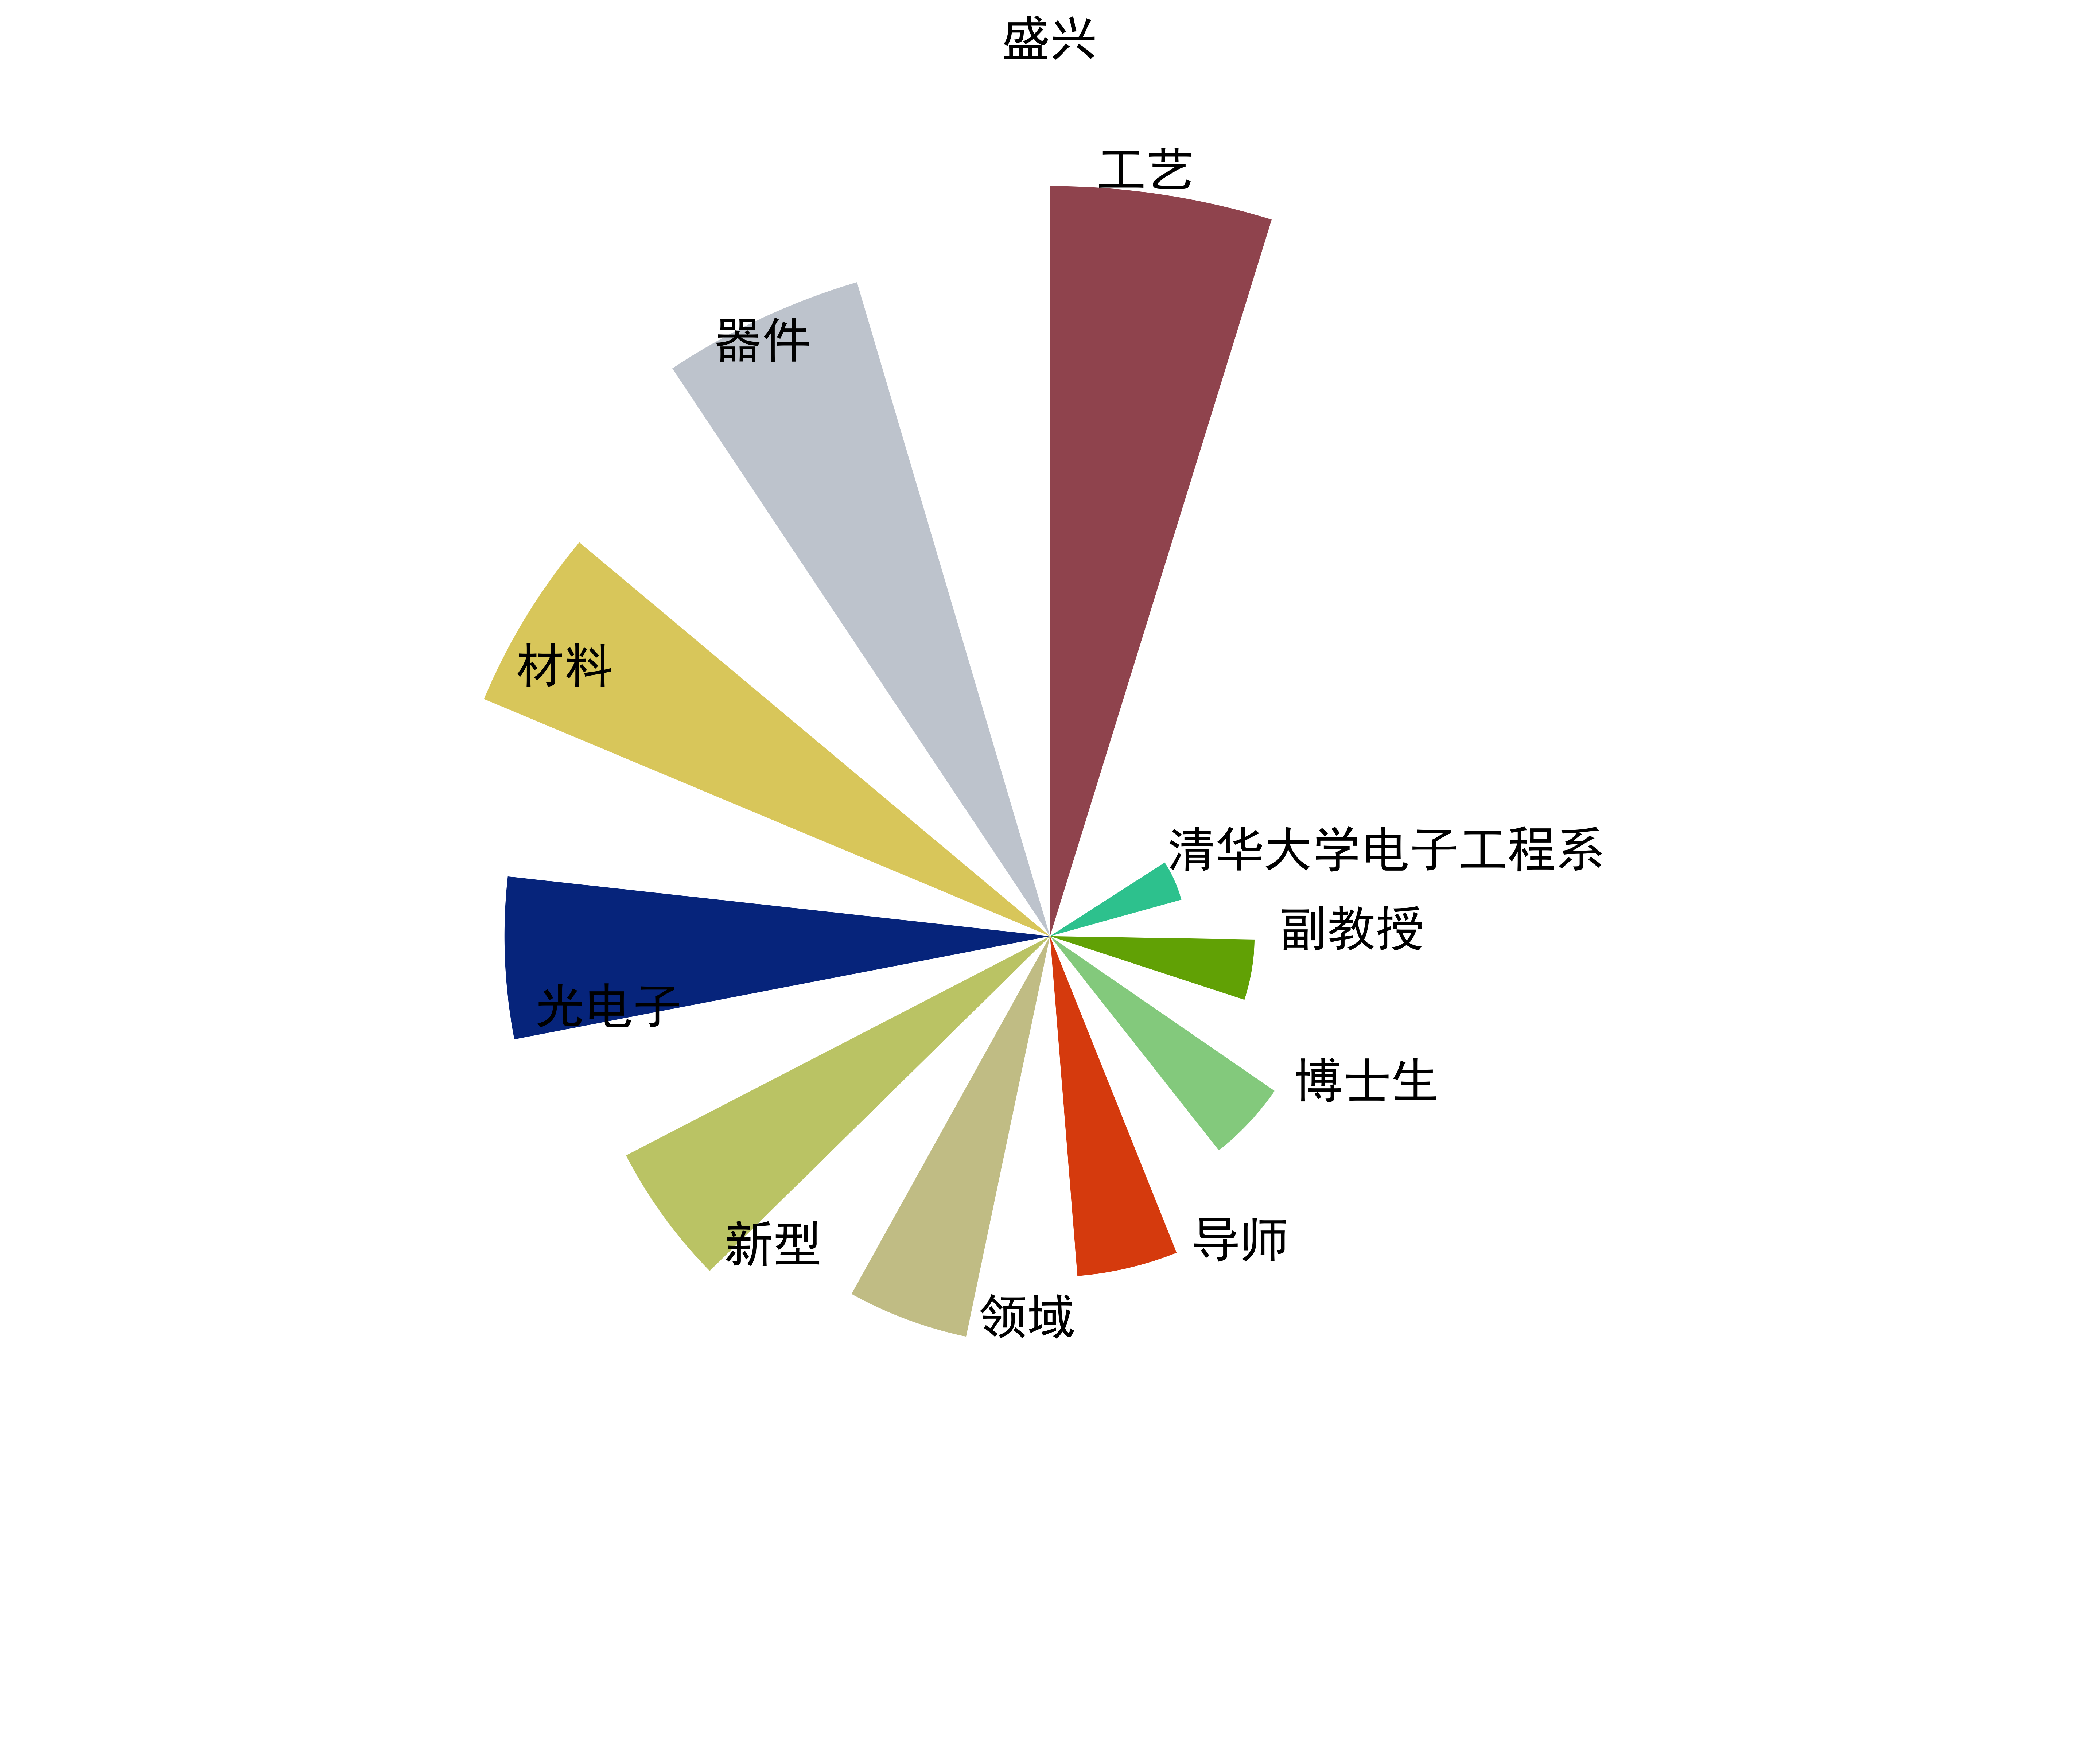 盛兴
工艺
器件
材料
清华大学电子工程系
副教授
光电子
博士生
导师
新型
领域